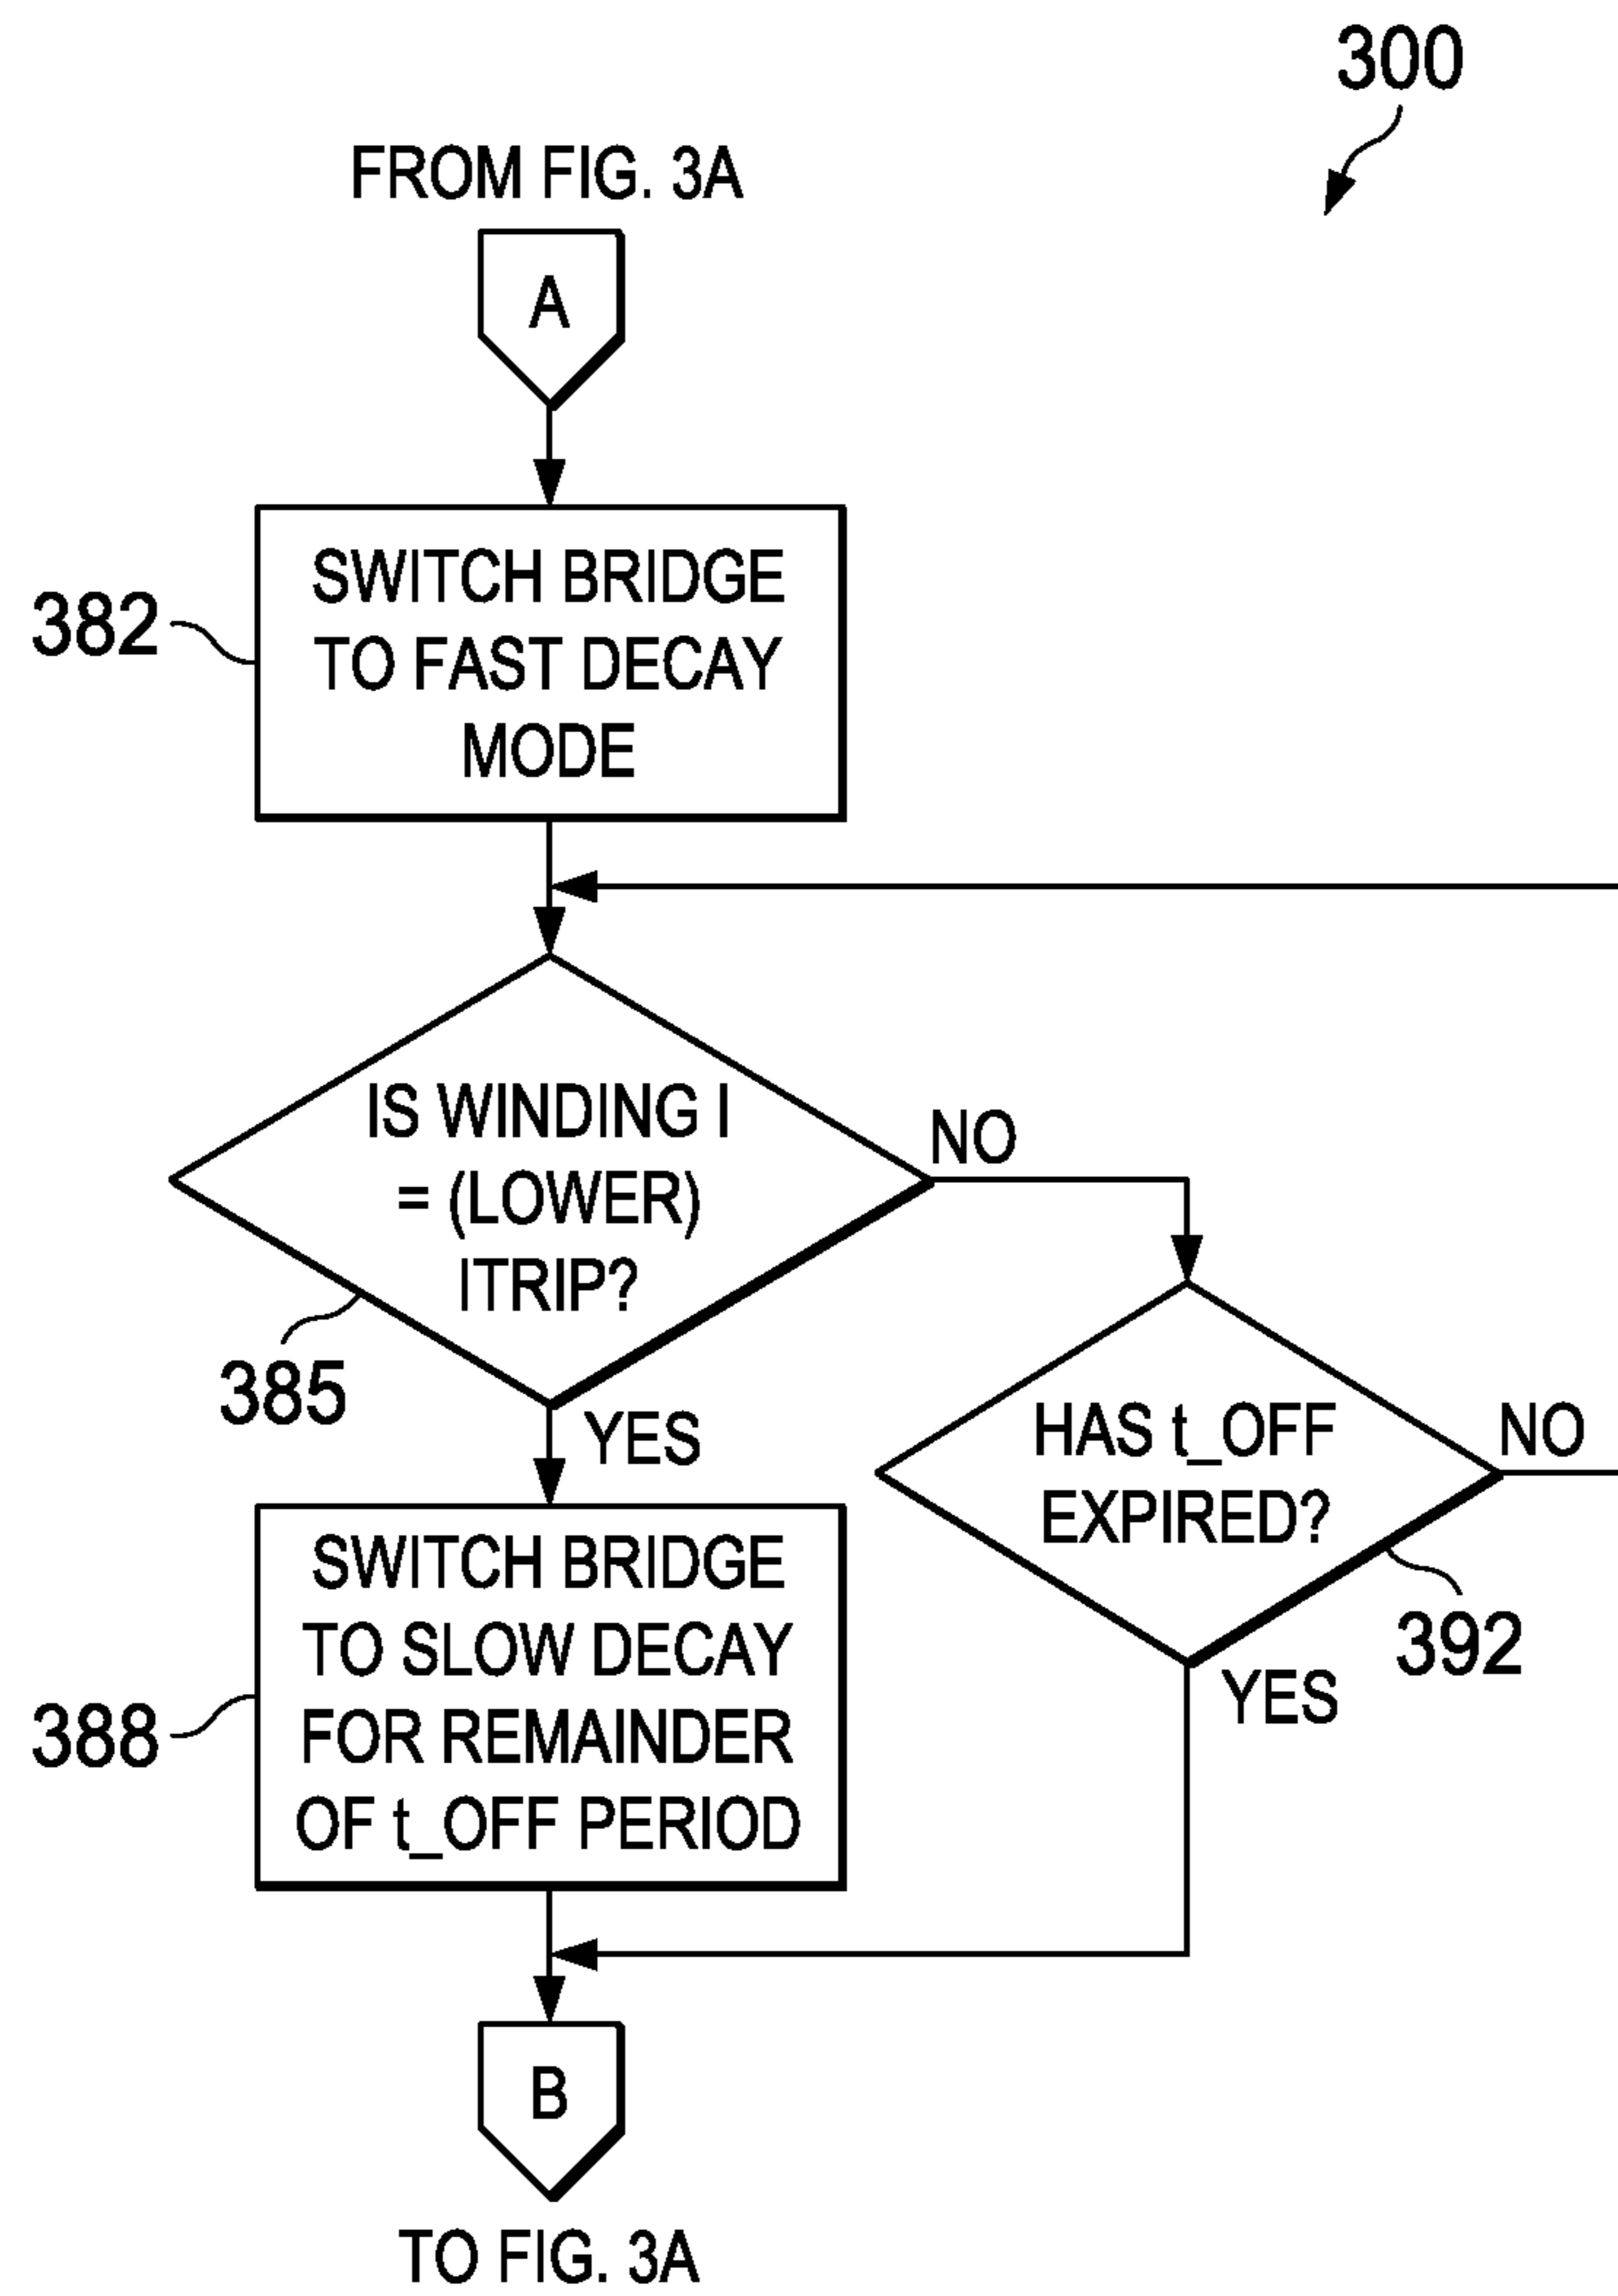 300
FROM FIG. 3A
A
382
SWITCH BRIDGE
TO FAST DECAY
MODE
IS WINDING I
= (LOWER)
ITRIP?
385
NO
YES
HAS t_OFF
EXPIRED?
392
NO
YES
388
SWITCH BRIDGE
TO SLOW DECAY
FOR REMAINDER
OF t_OFF PERIOD
B
TO FIG. 3A